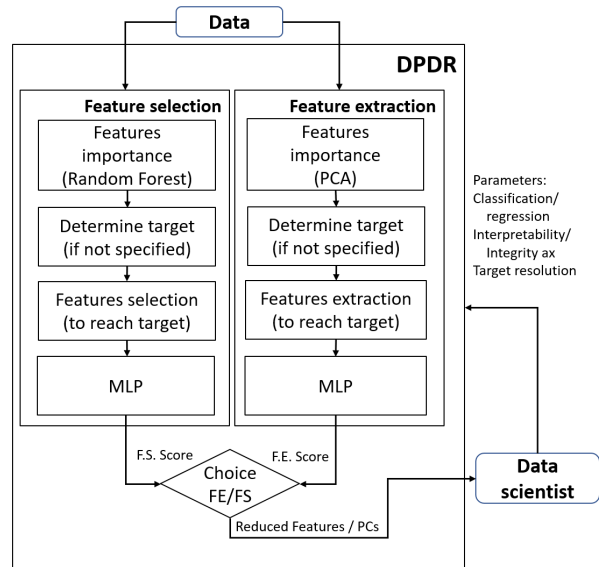 Data
DPDR
Feature selection
Features
importance
(Random Forest)
Determine target
(if not specified)
Features selection
(to reach target)
MLP
F.S. Score
Feature extraction
Features
importance
(PCA)
Determine target
(if not specified)
Features extraction
(to reach target)
MLP
F.E. Score
Choice
FE/FS
Reduced Features / PCs
Parameters:
Classification/
regression
Interpretability/
Integrity ax
Target resolution
Data
scientist